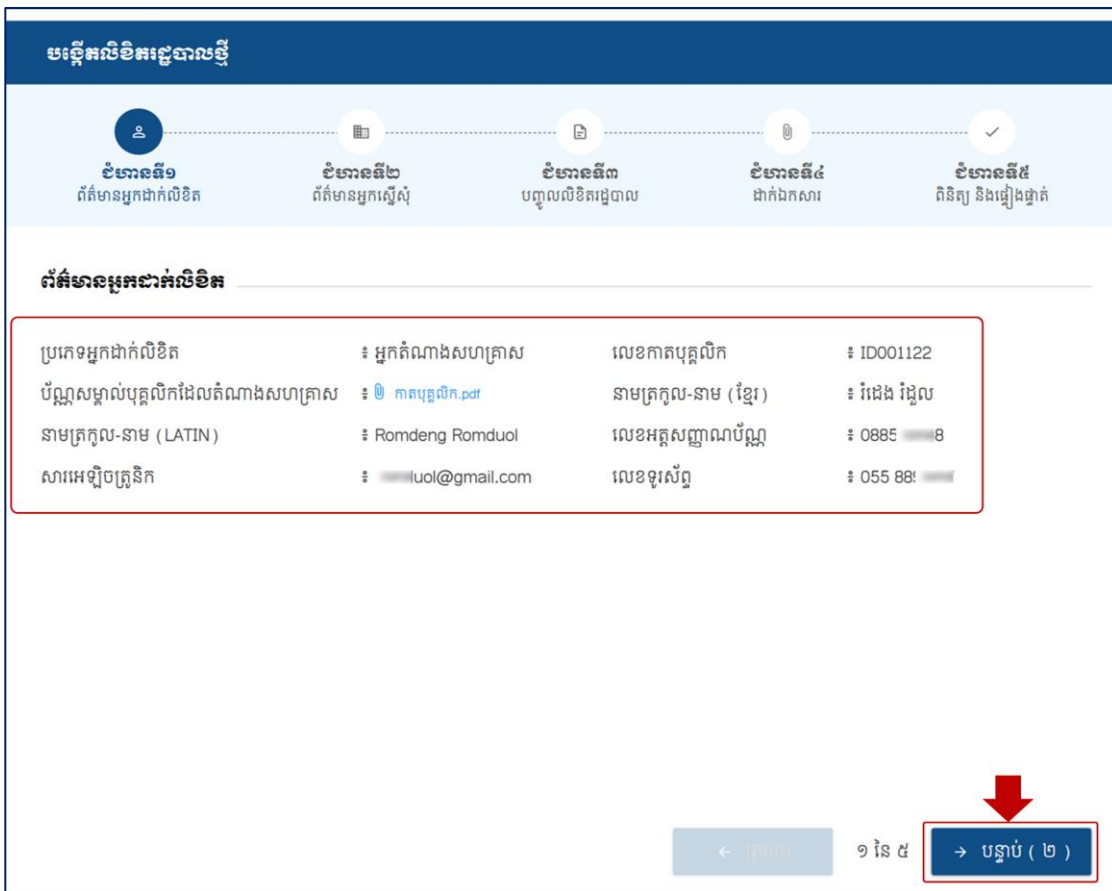 បង្កើតលិខិតរដ្ឋបាលថ្មី
ជំហានទី១ ជំហានទី២ ជំហានទី៣ ជំហានទី៤ ជំហានទី៥
ព័ត៌មានអ្នកដាក់លិខិត ព័ត៌មានអ្នកស្នើសុំ បញ្ចូលលិខិតរដ្ឋបាល ដាក់ឯកសារ ពិនិត្យ និងផ្ទៀងផ្ទាត់
ព័ត៌មានអ្នកដាក់លិខិត
ប្រភេទអ្នកដាក់លិខិត ៖ អ្នកតំណាងសហគ្រាស លេខកាតបុគ្គលិក ៖ ID001122
ប័ណ្ណសម្គាល់បុគ្គលិកដែលតំណាងសហគ្រាស ៖ កាតបុគ្គលិក.pdf នាមត្រកូល-នាម (ខ្មែរ) ៖ រំដេង រំដួល
នាមត្រកូល-នាម (LATIN) ៖ Romdeng Romduol លេខអត្តសញ្ញាណប័ណ្ណ ៖ 0885 8
សារអេឡិចត្រូនិក ៖ luol@gmail.com លេខទូរស័ព្ទ ៖ 055 88
១ នៃ ៥ → បន្ទាប់ ( ២ )